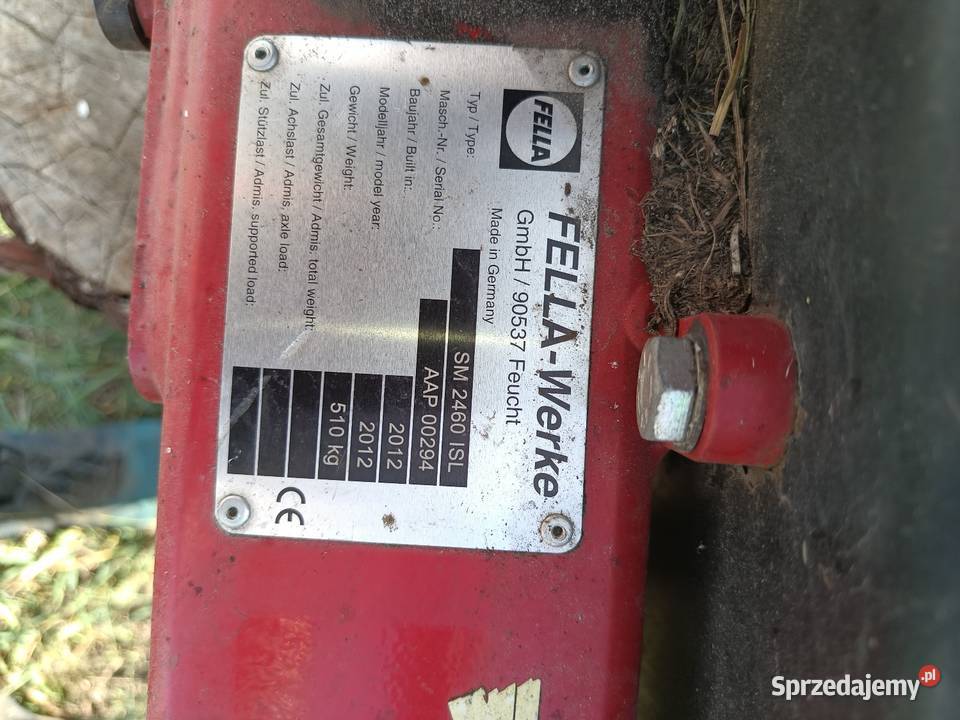 FELLA
FELLA-Werke
GmbH / 90537 Feucht
Made in Germany
Typ / Type: SM 2460 ISL
Masch.-Nr. / Serial No.: AAP 00294
Baujahr / Built in: 2012
Modelljahr / model year: 2012
Gewicht / Weight: 510 kg
Zul. Gesamtgewicht / Admis. total weight:
Zul. Achslast / Admis. axle load:
Zul. Stützlast / Admis. supported load:
CE
Sprzedajemy.pl